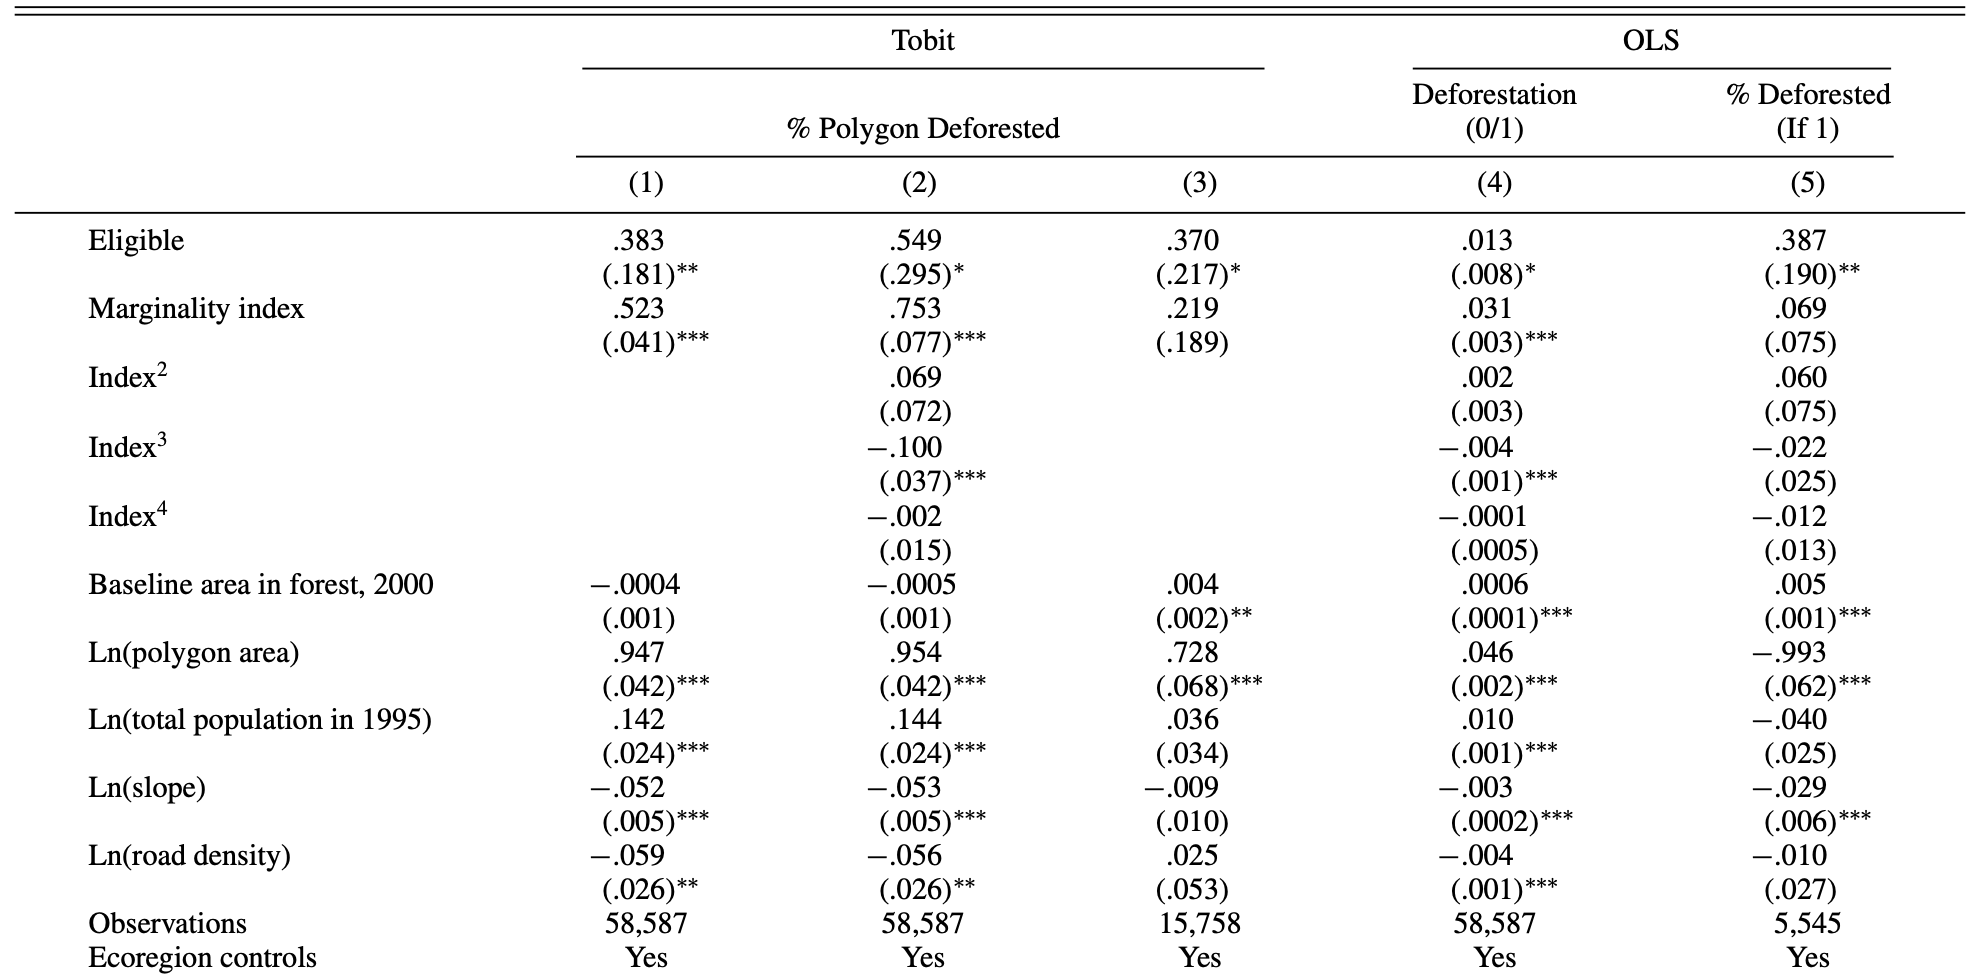 Tobit OLS
Deforestation % Deforested
% Polygon Deforested (0/1) (If 1)
(1) (2) (3) (4) (5)
Eligible .383 .549 .370 .013 .387
(.181)** (.295)* (.217)* (.008)* (.190)**
Marginality index .523 .753 .219 .031 .069
(.041)*** (.077)*** (.189) (.003)*** (.075)
Index² .069 .002 .060
(.072) (.003) (.075)
Index³ −.100 −.004 −.022
(.037)*** (.001)*** (.025)
Index⁴ −.002 −.0001 −.012
(.015) (.0005) (.013)
Baseline area in forest, 2000 −.0004 −.0005 .004 .0006 .005
(.001) (.001) (.002)** (.0001)*** (.001)***
Ln(polygon area) .947 .954 .728 .046 −.993
(.042)*** (.042)*** (.068)*** (.002)*** (.062)***
Ln(total population in 1995) .142 .144 .036 .010 −.040
(.024)*** (.024)*** (.034) (.001)*** (.025)
Ln(slope) −.052 −.053 −.009 −.003 −.029
(.005)*** (.005)*** (.010) (.0002)*** (.006)***
Ln(road density) −.059 −.056 .025 −.004 −.010
(.026)** (.026)** (.053) (.001)*** (.027)
Observations 58,587 58,587 15,758 58,587 5,545
Ecoregion controls Yes Yes Yes Yes Yes